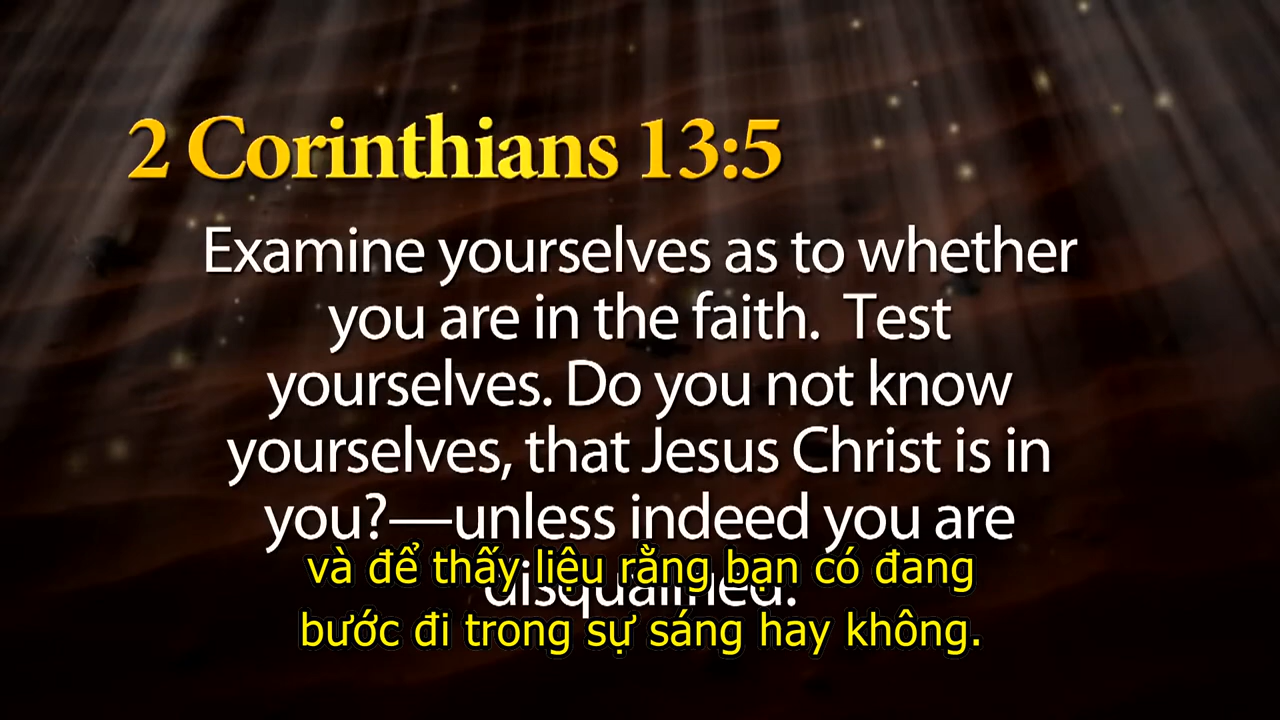 2 Corinthians 13:5
Examine yourselves as to whether
you are in the faith.  Test
yourselves. Do you not know
yourselves, that Jesus Christ is in
you?—unless indeed you are
disqualified.
và để thấy liệu rằng bạn có đang
bước đi trong sự sáng hay không.